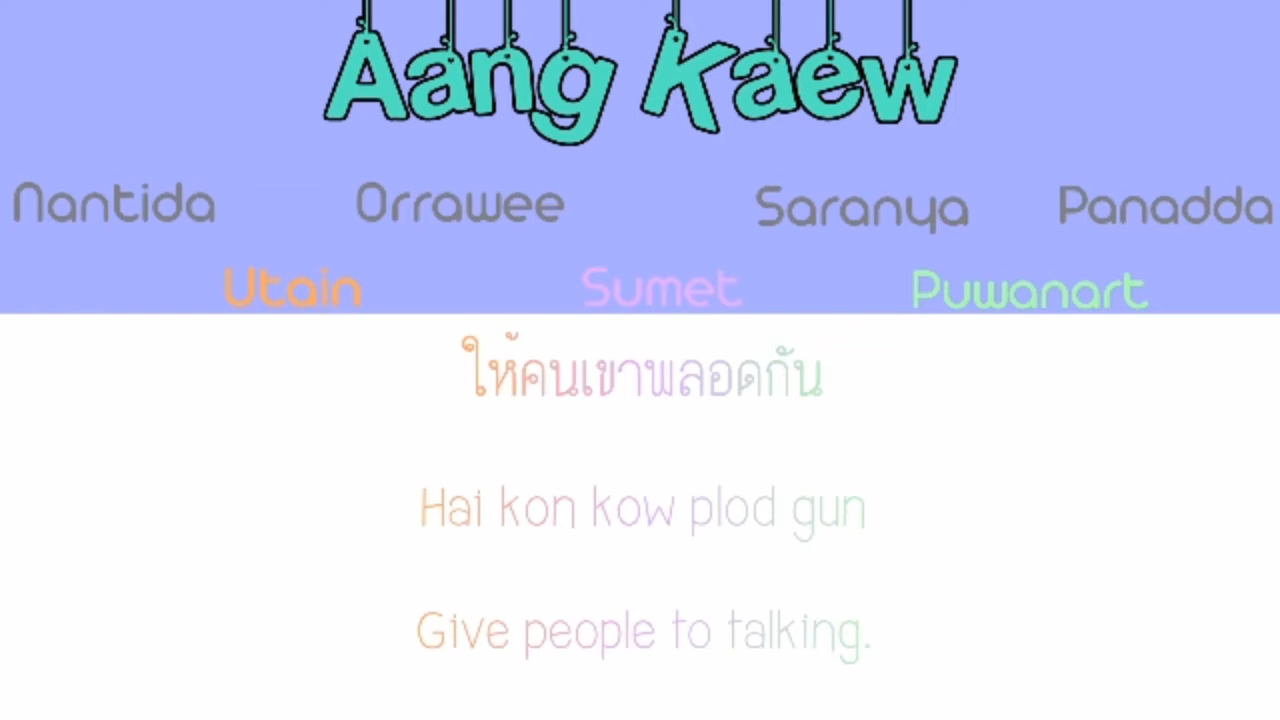 Aang Kaew
Nantida Orrawee Saranya Panadda
Utain Sumet Puwanart
ให้คนเขาพลอดกัน
Hai kon kow plod gun
Give people to talking.